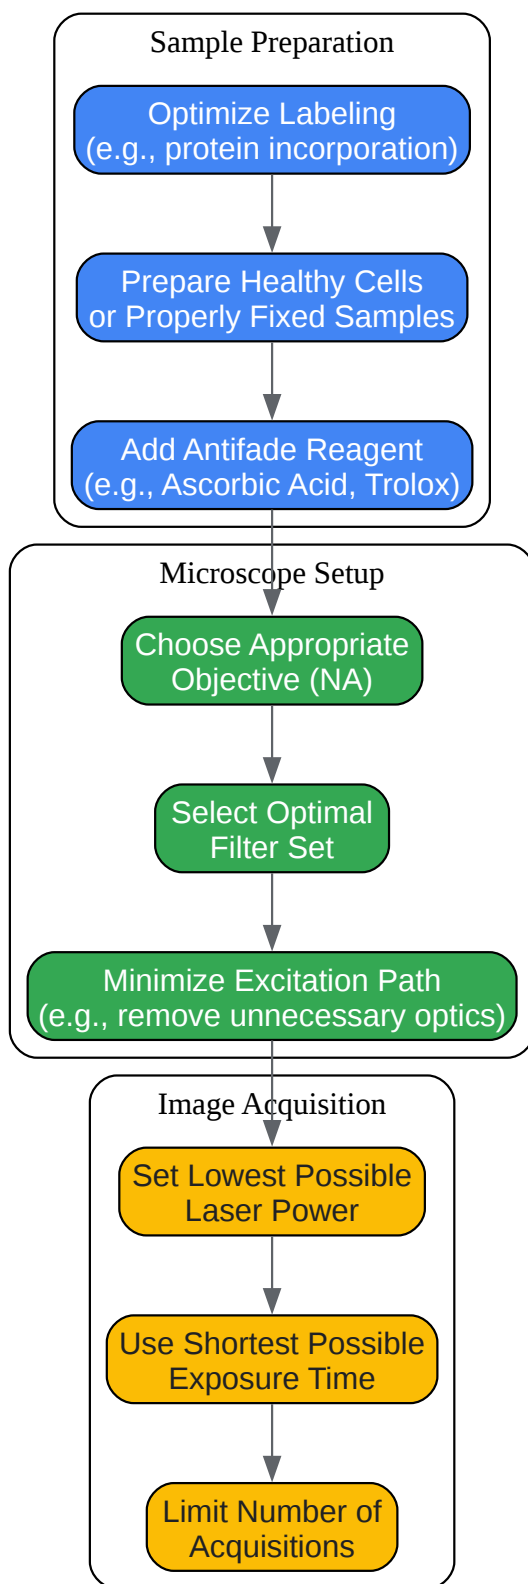 Sample Preparation
Optimize Labeling
(e.g., protein incorporation)
Prepare Healthy Cells
or Properly Fixed Samples
Add Antifade Reagent
(e.g., Ascorbic Acid, Trolox)
Microscope Setup
Choose Appropriate
Objective (NA)
Select Optimal
Filter Set
Minimize Excitation Path
(e.g., remove unnecessary optics)
Image Acquisition
Set Lowest Possible
Laser Power
Use Shortest Possible
Exposure Time
Limit Number of
Acquisitions